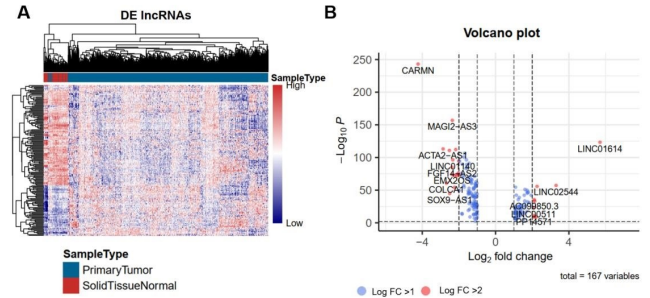 A
DE lncRNAs
SampleType
High
Low
SampleType
PrimaryTumor
SolidTissueNormal
B
Volcano plot
−Log10 P
250
200
150
100
50
0
CARMN
MAGI2−AS3
ACTA2−AS1
LINC01140
FGF14−AS2
EMX2OS
COLCA1
SOX9−AS1
LINC01614
LINC02544
AC099850.3
LINC00511
PP14571
−4 0 4
Log2 fold change
total = 167 variables
Log FC >1 Log FC >2